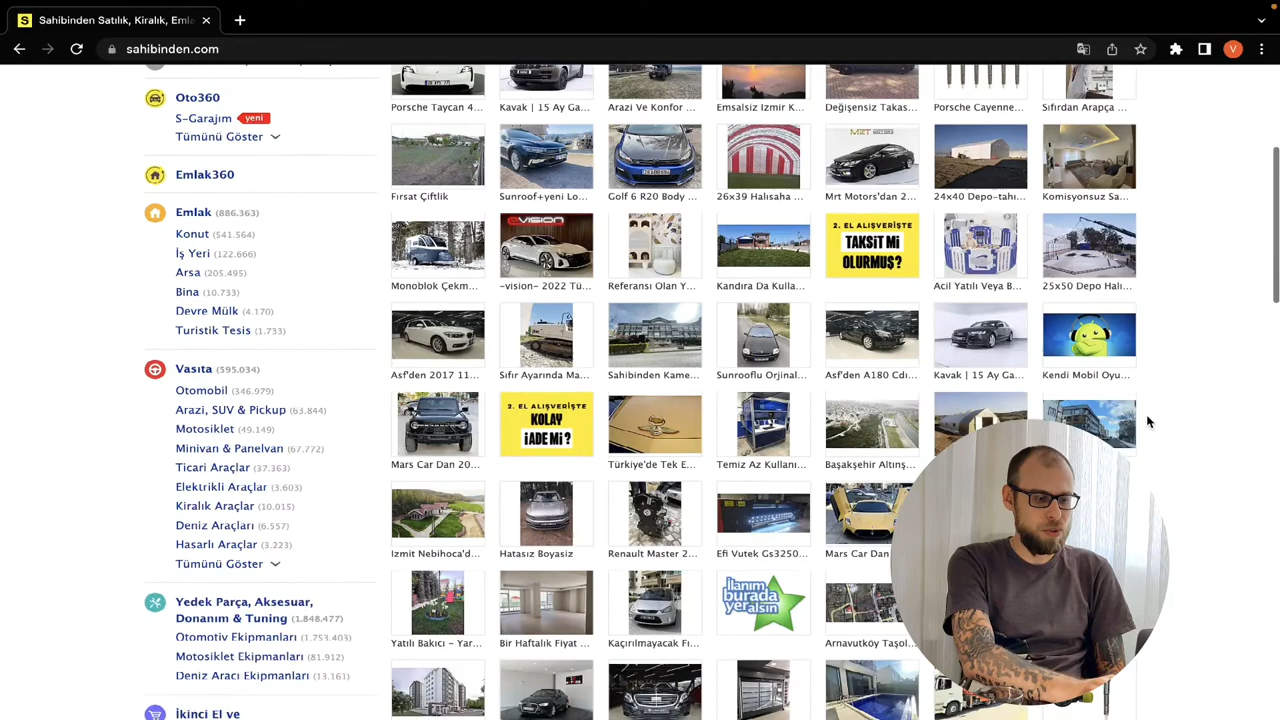 Sahibinden Satılık, Kiralık, Emla
sahibinden.com
V
Oto360
S-Garajım yeni
Tümünü Göster
Emlak360
Emlak (886.363)
Konut (541.564)
İş Yeri (122.666)
Arsa (205.495)
Bina (10.733)
Devre Mülk (4.170)
Turistik Tesis (1.733)
Vasıta (595.034)
Otomobil (346.979)
Arazi, SUV & Pickup (63.844)
Motosiklet (49.149)
Minivan & Panelvan (67.772)
Ticari Araçlar (37.363)
Elektrikli Araçlar (3.603)
Kiralık Araçlar (10.015)
Deniz Araçları (6.557)
Hasarlı Araçlar (3.223)
Tümünü Göster
Yedek Parça, Aksesuar,
Donanım & Tuning (1.848.477)
Otomotiv Ekipmanları (1.753.403)
Motosiklet Ekipmanları (81.912)
Deniz Aracı Ekipmanları (13.161)
İkinci El ve
Porsche Taycan 4... Kavak | 15 Ay Ga... Arazi Ve Konfor ... Emsalsiz Izmir K... Değişensiz Takas... Porsche Cayenne... Sıfırdan Arapça ...
MRT MOTORS
Fırsat Çiftlik Sunroof+yeni Lo... Golf 6 R20 Body ... 26x39 Halısaha ... Mrt Motors'dan 2... 24x40 Depo-tahı... Komisyonsuz Sa...
VISION
2. EL ALIŞVERİŞTE
TAKSİT Mİ
OLURMUŞ?
Monoblok Çekm... -vision- 2022 Tü... Referansı Olan Y... Kandıra Da Kulla... Acil Yatılı Veya B... 25x50 Depo Halı...
Asf'den 2017 11... Sıfır Ayarında Ma... Sahibinden Kame... Sunrooflu Orjinal... Asf'den A180 Cdı... Kavak | 15 Ay Ga... Kendi Mobil Oyu...
2. EL ALIŞVERİŞTE
KOLAY
İADE Mİ?
Mars Car Dan 20... Türkiye'de Tek E... Temiz Az Kullanı... Başakşehir Altınş...
Izmit Nebihoca'd... Hatasız Boyasiz Renault Master 2... Efi Vutek Gs3250... Mars Car Dan
İlanım
burada
yeralsın
Yatılı Bakıcı - Yar... Bir Haftalık Fiyat ... Kaçırılmayacak Fı... Arnavutköy Taşol...